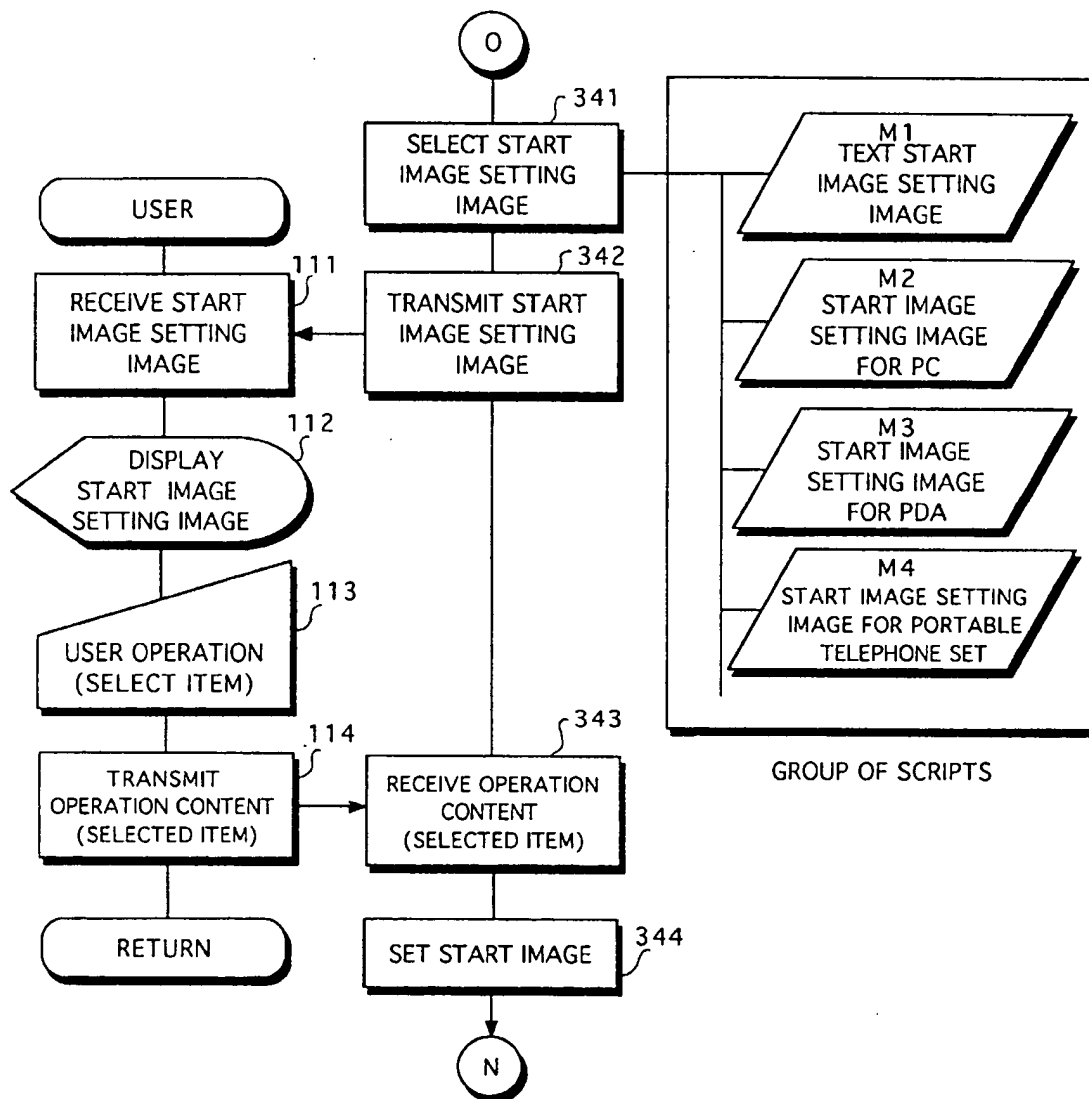 O
341
SELECT START
IMAGE SETTING
IMAGE
M1
TEXT START
IMAGE SETTING
IMAGE
USER
342
111
RECEIVE START
IMAGE SETTING
IMAGE
TRANSMIT START
IMAGE SETTING
IMAGE
M2
START IMAGE
SETTING IMAGE
FOR PC
112
DISPLAY
START IMAGE
SETTING IMAGE
M3
START IMAGE
SETTING IMAGE
FOR PDA
113
USER OPERATION
(SELECT ITEM)
M4
START IMAGE SETTING
IMAGE FOR PORTABLE
TELEPHONE SET
114
TRANSMIT
OPERATION CONTENT
(SELECTED ITEM)
343
RECEIVE OPERATION
CONTENT
(SELECTED ITEM)
GROUP OF SCRIPTS
RETURN
SET START IMAGE
344
N